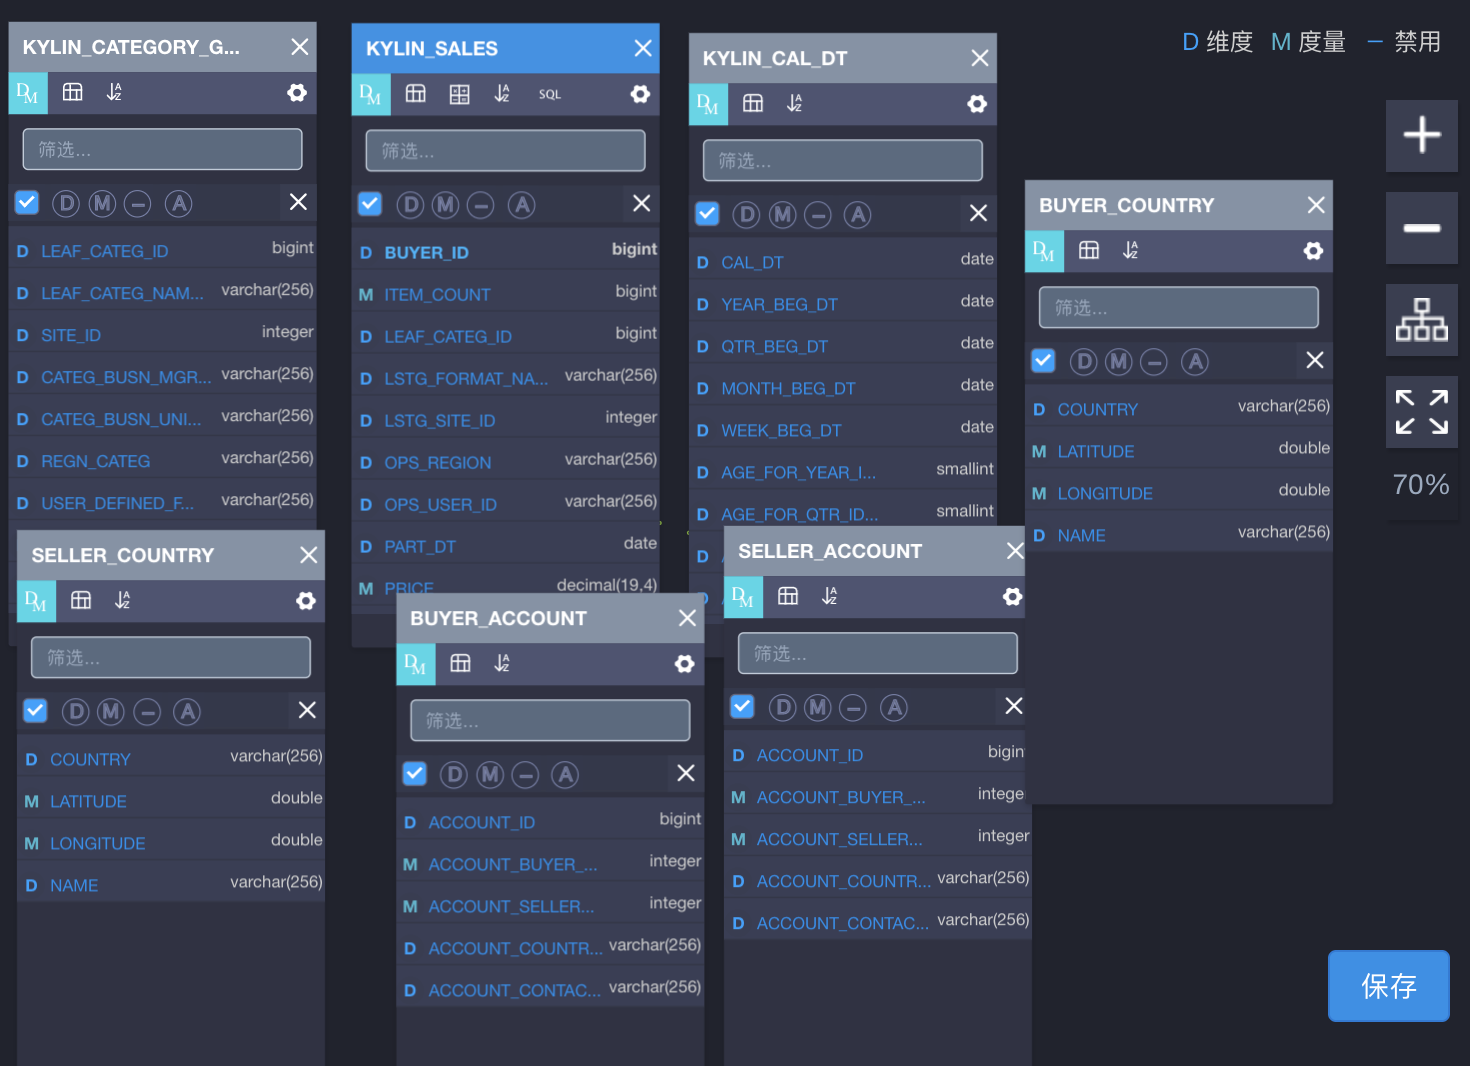 D 维度 M 度量 – 禁用
KYLIN_CATEGORY_G...
筛选...
D M – A
D LEAF_CATEG_ID bigint
D LEAF_CATEG_NAM... varchar(256)
D SITE_ID integer
D CATEG_BUSN_MGR... varchar(256)
D CATEG_BUSN_UNI... varchar(256)
D REGN_CATEG varchar(256)
D USER_DEFINED_F... varchar(256)
KYLIN_SALES
SQL
筛选...
D M – A
D BUYER_ID bigint
M ITEM_COUNT bigint
D LEAF_CATEG_ID bigint
D LSTG_FORMAT_NA... varchar(256)
D LSTG_SITE_ID integer
D OPS_REGION varchar(256)
D OPS_USER_ID varchar(256)
D PART_DT date
M PRICE decimal(19,4)
KYLIN_CAL_DT
筛选...
D M – A
D CAL_DT date
D YEAR_BEG_DT date
D QTR_BEG_DT date
D MONTH_BEG_DT date
D WEEK_BEG_DT date
D AGE_FOR_YEAR_I... smallint
D AGE_FOR_QTR_ID... smallint
D
D
BUYER_COUNTRY
筛选...
D M – A
D COUNTRY varchar(256)
M LATITUDE double
M LONGITUDE double
D NAME varchar(256)
70%
SELLER_COUNTRY
筛选...
D M – A
D COUNTRY varchar(256)
M LATITUDE double
M LONGITUDE double
D NAME varchar(256)
BUYER_ACCOUNT
筛选...
D M – A
D ACCOUNT_ID bigint
M ACCOUNT_BUYER_... integer
M ACCOUNT_SELLER... integer
D ACCOUNT_COUNTR... varchar(256)
D ACCOUNT_CONTAC... varchar(256)
SELLER_ACCOUNT
筛选...
D M – A
D ACCOUNT_ID bigint
M ACCOUNT_BUYER_... intege
M ACCOUNT_SELLER... integer
D ACCOUNT_COUNTR... varchar(256)
D ACCOUNT_CONTAC... varchar(256)
保存